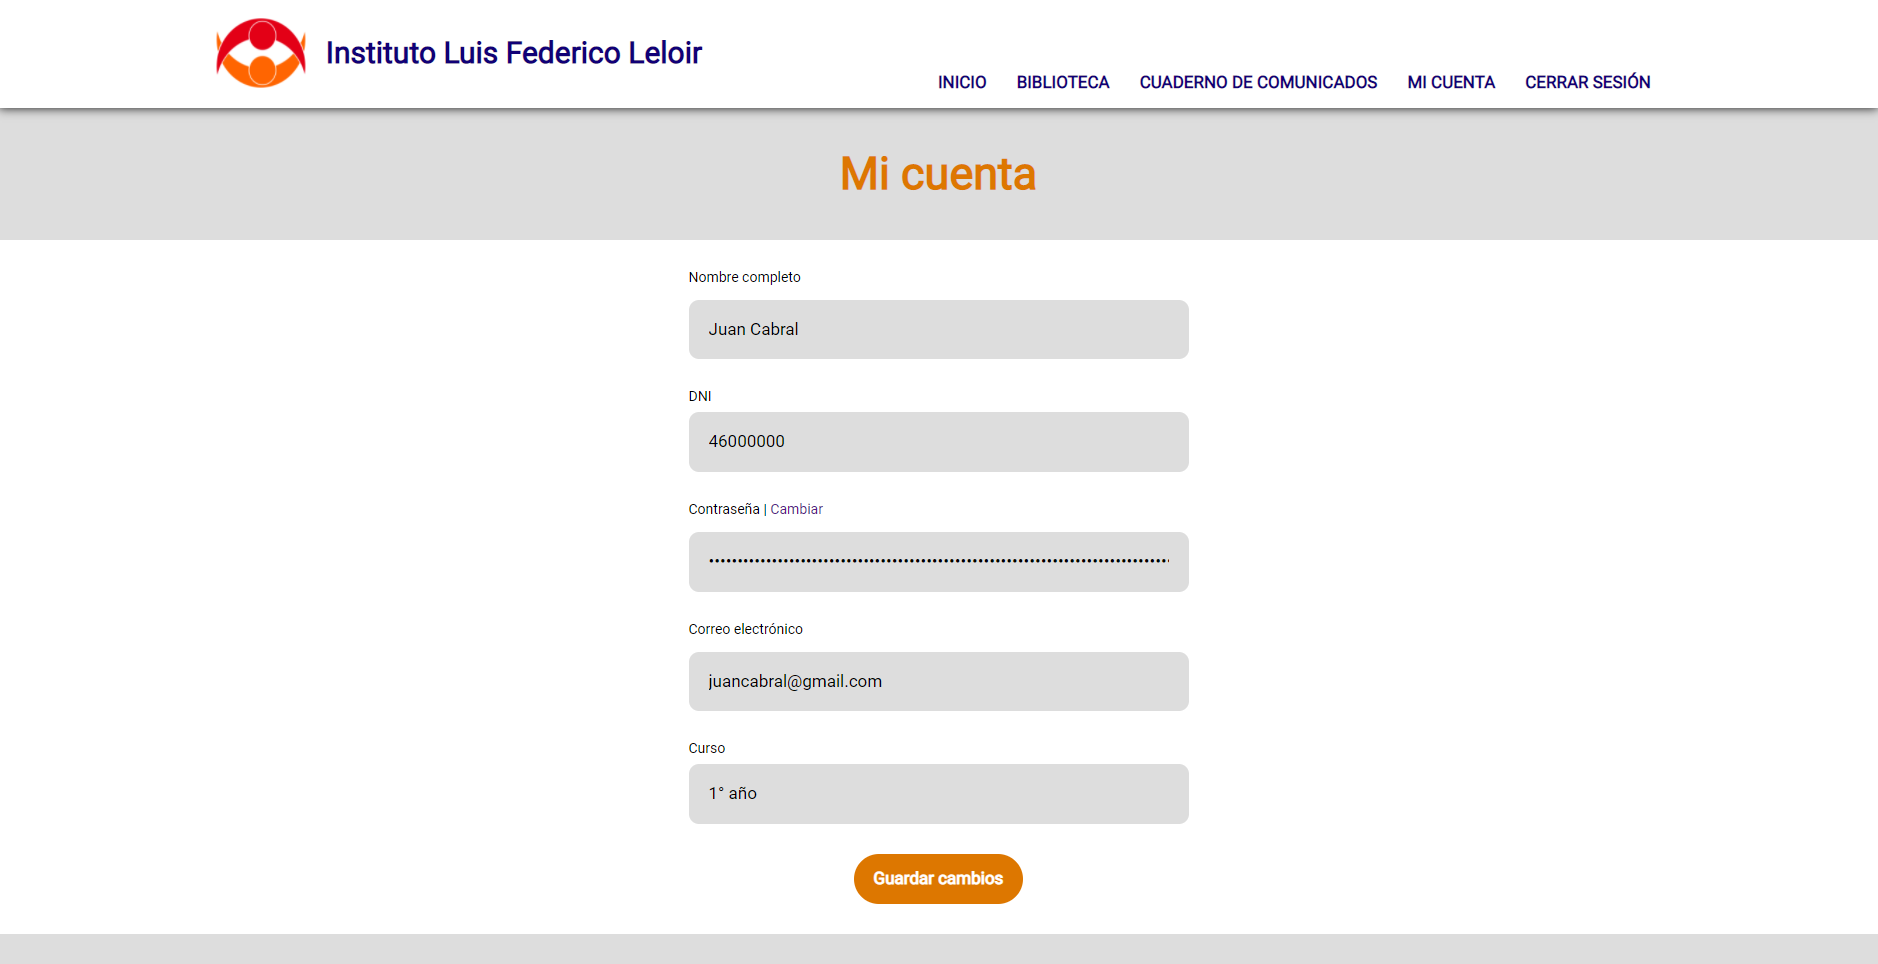 Instituto Luis Federico Leloir
INICIO BIBLIOTECA CUADERNO DE COMUNICADOS MI CUENTA CERRAR SESIÓN
Mi cuenta
Nombre completo
Juan Cabral
DNI
46000000
Contraseña | Cambiar
Correo electrónico
juancabral@gmail.com
Curso
1° año
Guardar cambios